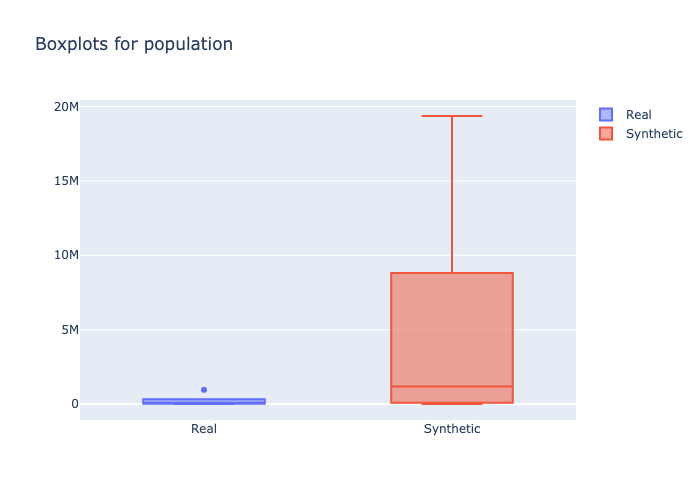 Boxplots for population
20M
15M
10M
5M
0
Real
Synthetic
Real
Synthetic